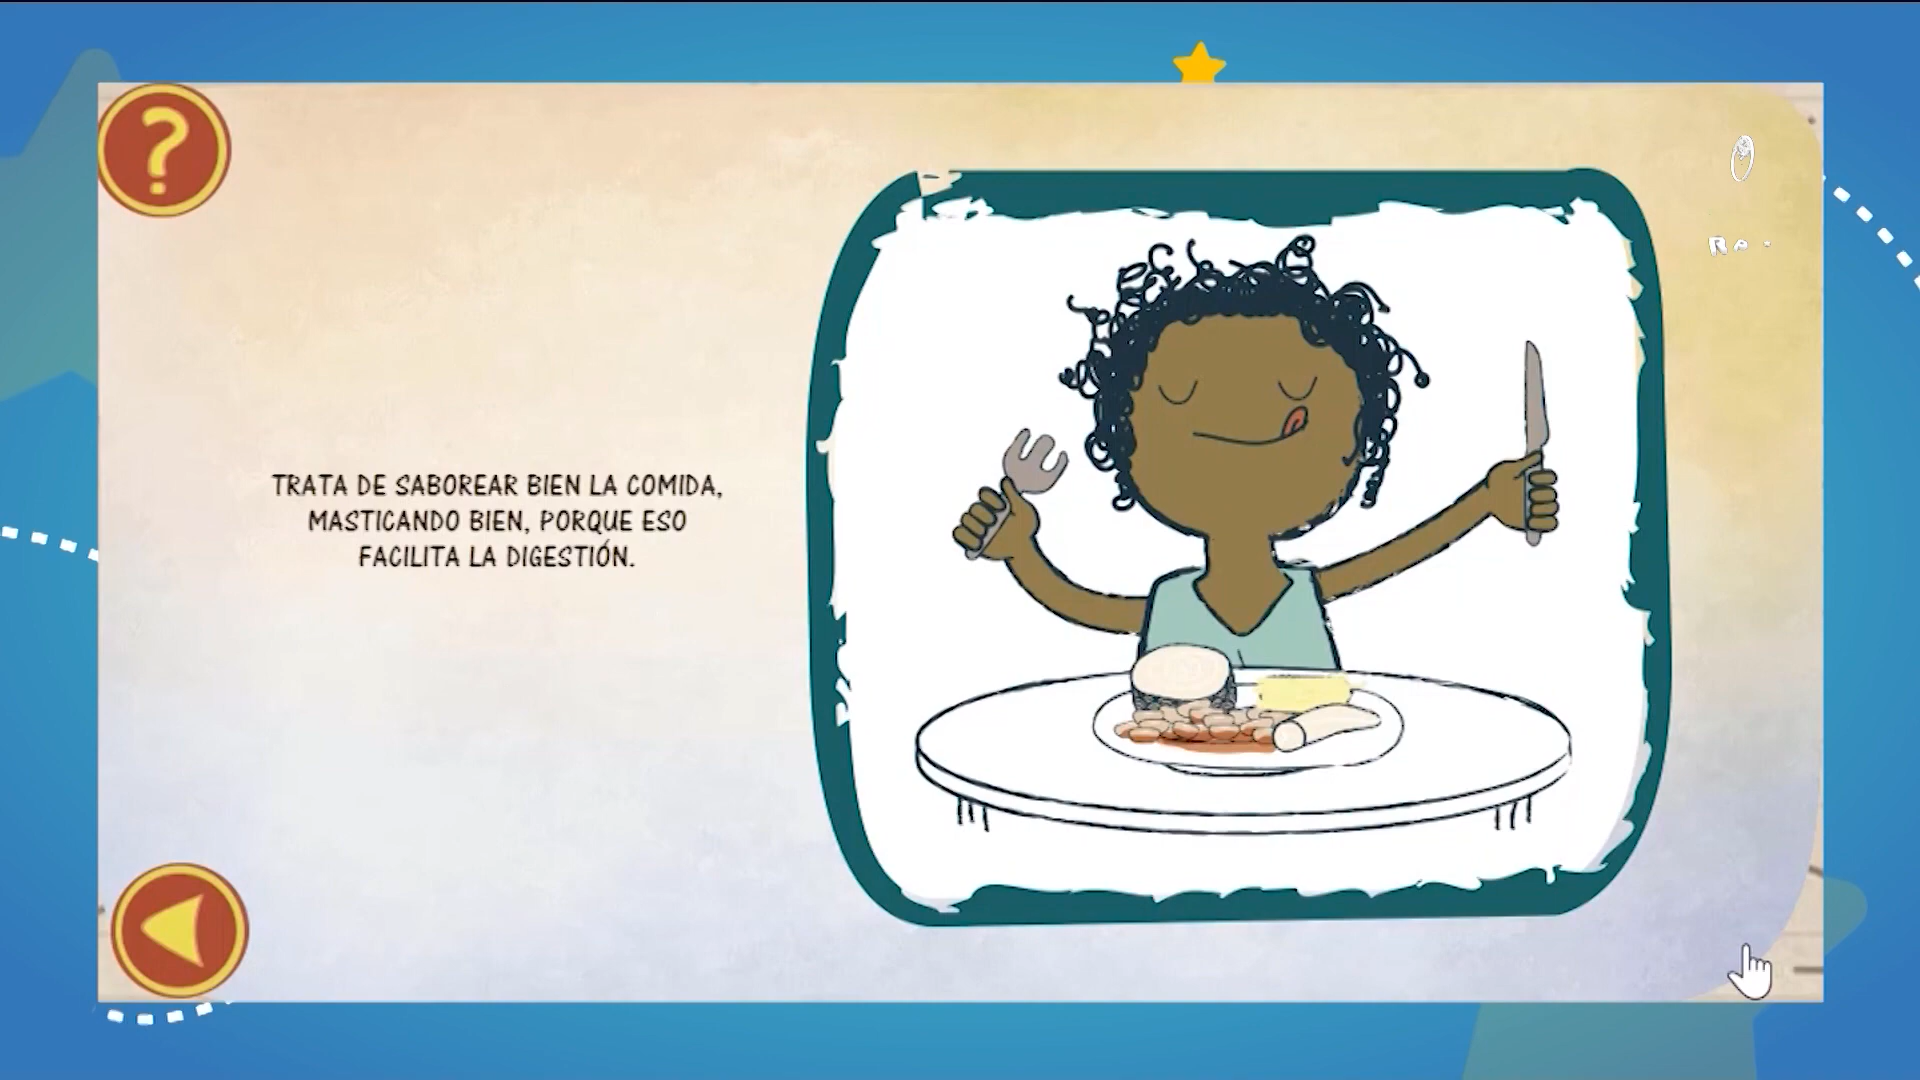 TRATA DE SABOREAR BIEN LA COMIDA,
MASTICANDO BIEN, PORQUE ESO
FACILITA LA DIGESTIÓN.
?